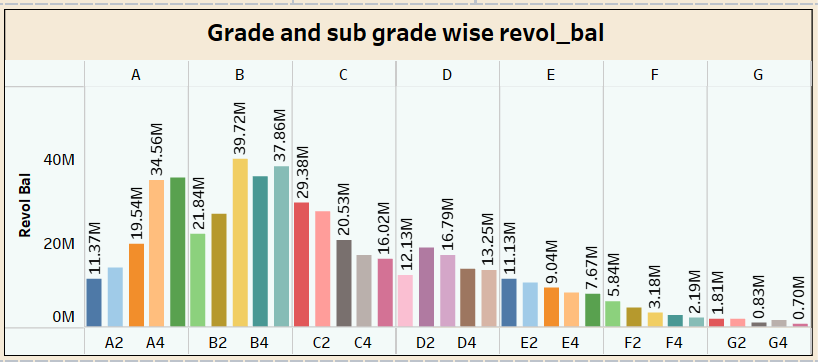 Grade and sub grade wise revol_bal
A B C D E F G
Revol Bal
40M
20M
0M
11.37M 19.54M 34.56M 21.84M 39.72M 37.86M 29.38M 20.53M 16.02M 12.13M 16.79M 13.25M 11.13M 9.04M 7.67M 5.84M 3.18M 2.19M 1.81M 0.83M 0.70M
A2 A4 B2 B4 C2 C4 D2 D4 E2 E4 F2 F4 G2 G4